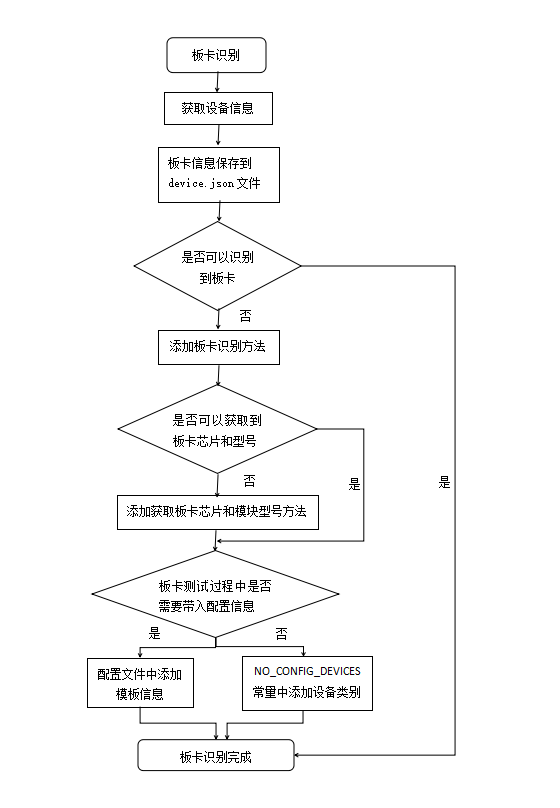 板卡识别
获取设备信息
板卡信息保存到
device.json文件
是否可以识别
到板卡
否
添加板卡识别方法
是否可以获取到
板卡芯片和型号
否
是
是
添加获取板卡芯片和模块型号方法
板卡测试过程中是否
需要带入配置信息
是
否
配置文件中添加
模板信息
NO_CONFIG_DEVICES
常量中添加设备类别
板卡识别完成